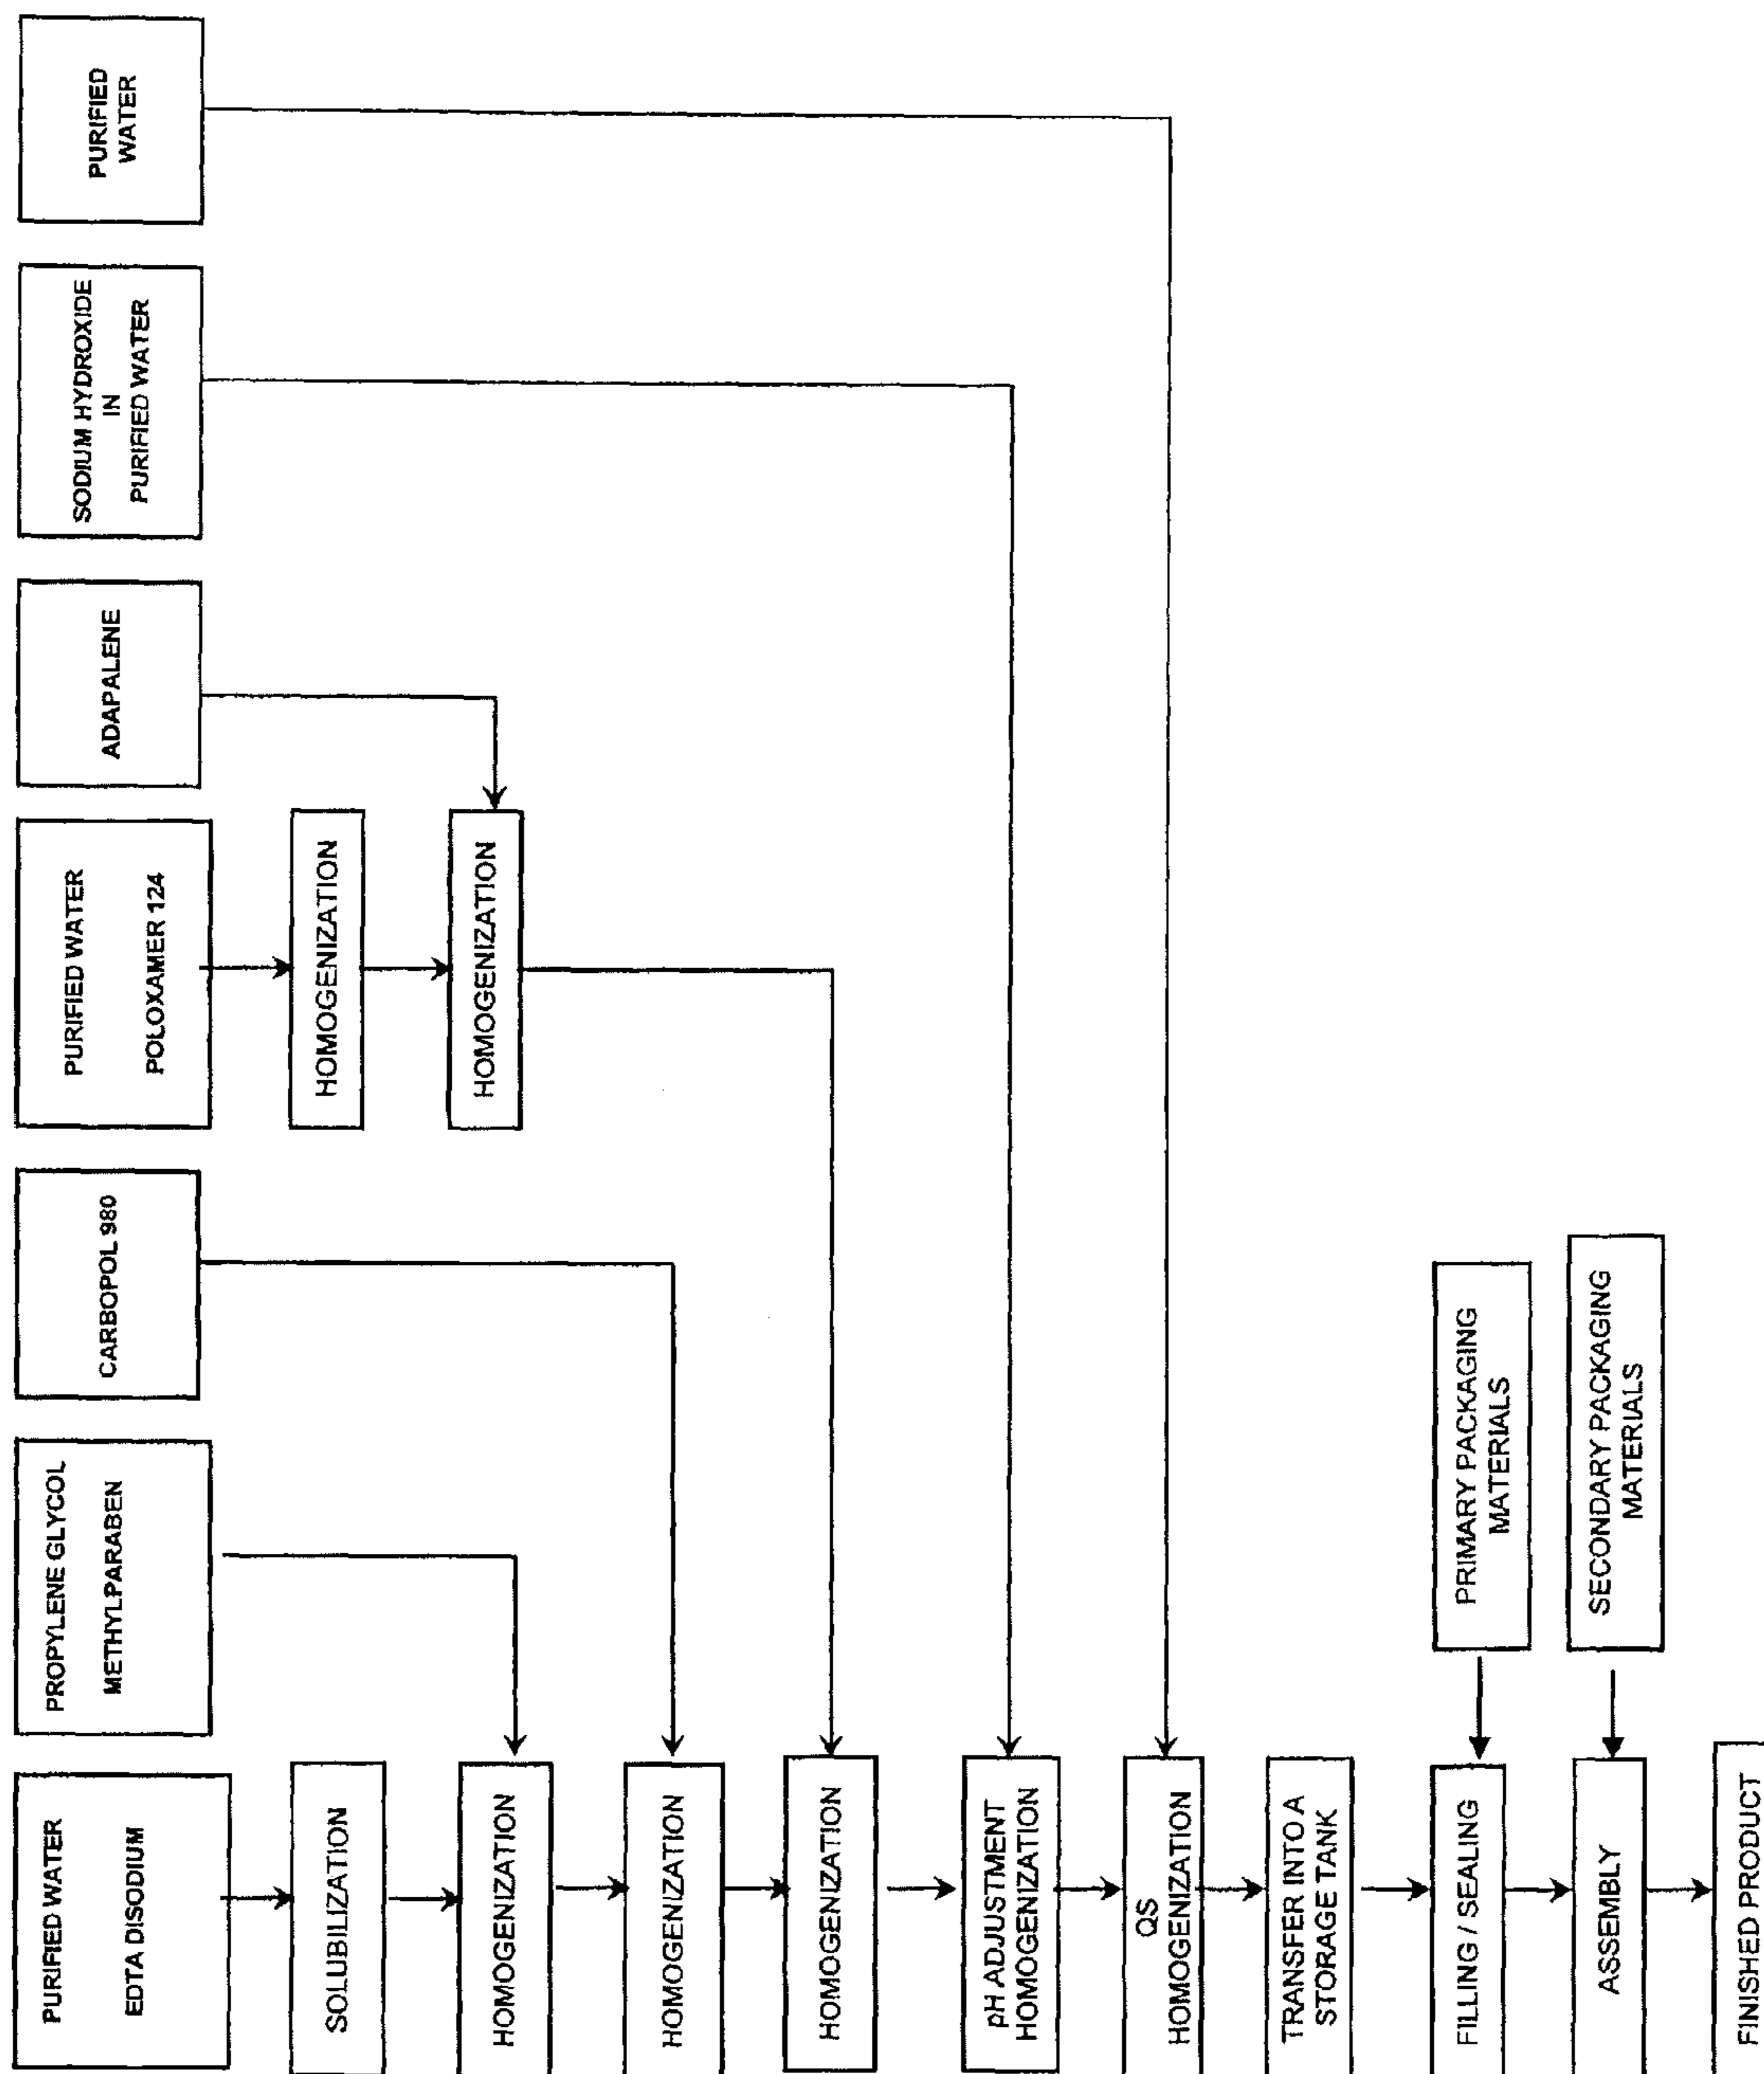 PURIFIED WATER
EDTA DISODIUM
PROPYLENE GLYCOL
METHYLPARABEN
CARBOPOL 980
PURIFIED WATER
POLOXAMER 124
ADAPALENE
SODIUM HYDROXIDE
IN
PURIFIED WATER
PURIFIED
WATER
SOLUBILIZATION
HOMOGENIZATION
HOMOGENIZATION
HOMOGENIZATION
HOMOGENIZATION
HOMOGENIZATION
pH ADJUSTMENT
HOMOGENIZATION
QS
HOMOGENIZATION
TRANSFER INTO A
STORAGE TANK
FILLING / SEALING
PRIMARY PACKAGING
MATERIALS
ASSEMBLY
SECONDARY PACKAGING
MATERIALS
FINISHED PRODUCT